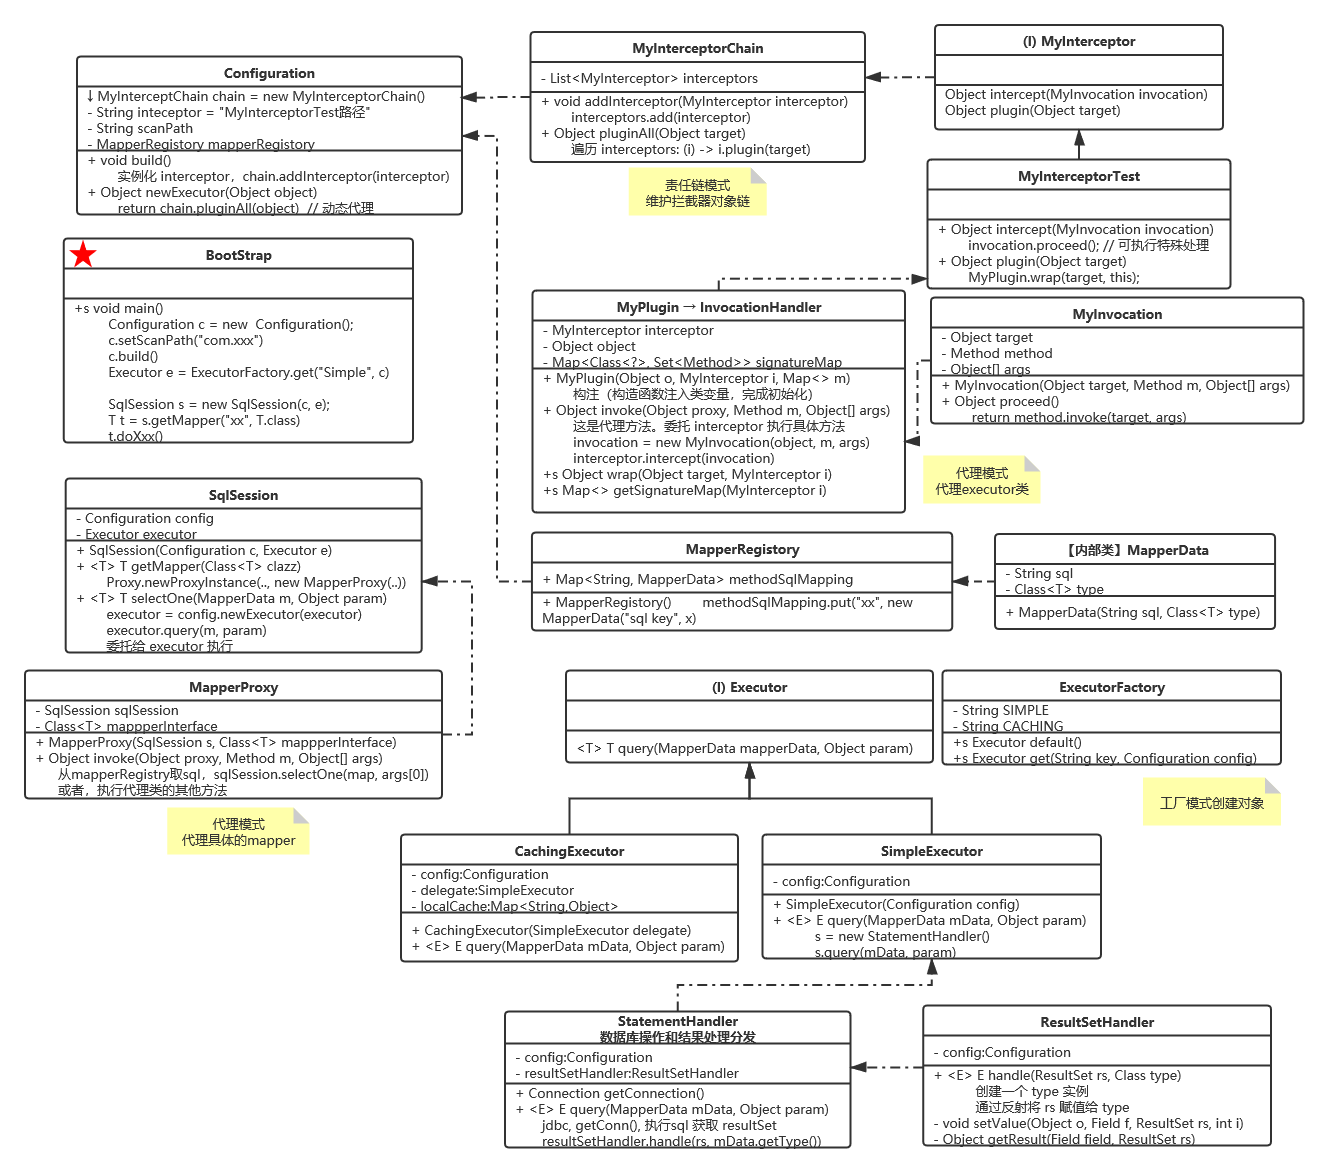 Configuration
↓ MyInterceptChain chain = new MyInterceptorChain()
- String inteceptor = "MyInterceptorTest路径"
- String scanPath
- MapperRegistory mapperRegistory
+ void build()
实例化 interceptor，chain.addInterceptor(interceptor)
+ Object newExecutor(Object object)
return chain.pluginAll(object)  // 动态代理
MyInterceptorChain
- List<MyInterceptor> interceptors
+ void addInterceptor(MyInterceptor interceptor)
interceptors.add(interceptor)
+ Object pluginAll(Object target)
遍历 interceptors: (i) -> i.plugin(target)
责任链模式
维护拦截器对象链
(I) MyInterceptor
Object intercept(MyInvocation invocation)
Object plugin(Object target)
MyInterceptorTest
+ Object intercept(MyInvocation invocation)
invocation.proceed(); // 可执行特殊处理
+ Object plugin(Object target)
MyPlugin.wrap(target, this);
BootStrap
+s void main()
Configuration c = new  Configuration();
c.setScanPath("com.xxx")
c.build()
Executor e = ExecutorFactory.get("Simple", c)
SqlSession s = new SqlSession(c, e);
T t = s.getMapper("xx", T.class)
t.doXxx()
MyPlugin → InvocationHandler
- MyInterceptor interceptor
- Object object
- Map<Class<?>, Set<Method>> signatureMap
+ MyPlugin(Object o, MyInterceptor i, Map<> m)
构注（构造函数注入类变量，完成初始化）
+ Object invoke(Object proxy, Method m, Object[] args)
这是代理方法。委托 interceptor 执行具体方法
invocation = new MyInvocation(object, m, args)
interceptor.intercept(invocation)
+s Object wrap(Object target, MyInterceptor i)
+s Map<> getSignatureMap(MyInterceptor i)
MyInvocation
- Object target
- Method method
- Object[] args
+ MyInvocation(Object target, Method m, Object[] args)
+ Object proceed()
return method.invoke(target, args)
代理模式
代理executor类
SqlSession
- Configuration config
- Executor executor
+ SqlSession(Configuration c, Executor e)
+ <T> T getMapper(Class<T> clazz)
Proxy.newProxyInstance(.., new MapperProxy(..))
+ <T> T selectOne(MapperData m, Object param)
executor = config.newExecutor(executor)
executor.query(m, param)
委托给 executor 执行
MapperRegistory
+ Map<String, MapperData> methodSqlMapping
+ MapperRegistory()        methodSqlMapping.put("xx", new
MapperData("sql key", x)
【内部类】MapperData
- String sql
- Class<T> type
+ MapperData(String sql, Class<T> type)
MapperProxy
- SqlSession sqlSession
- Class<T> mappperInterface
+ MapperProxy(SqlSession s, Class<T> mappperInterface)
+ Object invoke(Object proxy, Method m, Object[] args)
从mapperRegistry取sql，sqlSession.selectOne(map, args[0])
或者，执行代理类的其他方法
代理模式
代理具体的mapper
(I) Executor
<T> T query(MapperData mapperData, Object param)
ExecutorFactory
- String SIMPLE
- String CACHING
+s Executor default()
+s Executor get(String key, Configuration config)
工厂模式创建对象
CachingExecutor
- config:Configuration
- delegate:SimpleExecutor
- localCache:Map<String,Object>
+ CachingExecutor(SimpleExecutor delegate)
+ <E> E query(MapperData mData, Object param)
SimpleExecutor
- config:Configuration
+ SimpleExecutor(Configuration config)
+ <E> E query(MapperData mData, Object param)
s = new StatementHandler()
s.query(mData, param)
StatementHandler
数据库操作和结果处理分发
- config:Configuration
- resultSetHandler:ResultSetHandler
+ Connection getConnection()
+ <E> E query(MapperData mData, Object param)
jdbc, getConn(), 执行sql 获取 resultSet
resultSetHandler.handle(rs, mData.getType())
ResultSetHandler
- config:Configuration
+ <E> E handle(ResultSet rs, Class type)
创建一个 type 实例
通过反射将 rs 赋值给 type
- void setValue(Object o, Field f, ResultSet rs, int i)
- Object getResult(Field field, ResultSet rs)